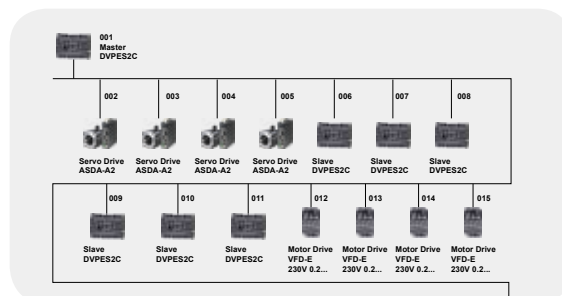 001
Master
DVPES2C
002 003 004 005 006 007 008
Servo Drive Servo Drive Servo Drive Servo Drive Slave Slave Slave
ASDA-A2 ASDA-A2 ASDA-A2 ASDA-A2 DVPES2C DVPES2C DVPES2C
009 010 011 012 013 014 015
Slave Slave Slave Motor Drive Motor Drive Motor Drive Motor Drive
DVPES2C DVPES2C DVPES2C VFD-E VFD-E VFD-E VFD-E
230V 0.2... 230V 0.2... 230V 0.2... 230V 0.2...